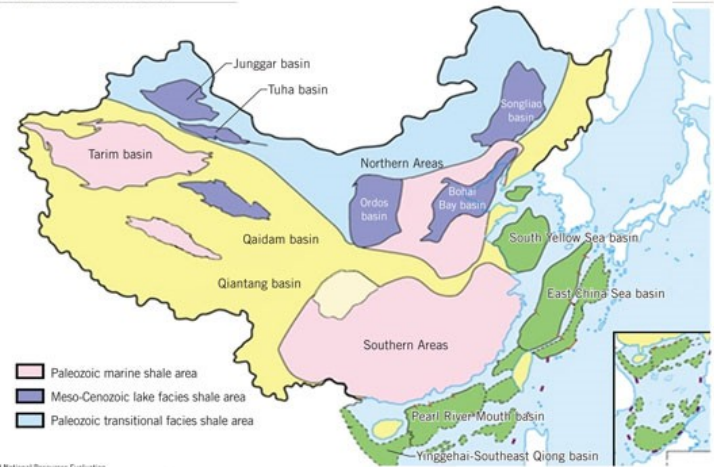 Junggar basin
Tuha basin
Songliao
basin
Tarim basin
Northern Areas
Ordos
basin
Bohai
Bay basin
Qaidam basin
South Yellow Sea basin
Qiantang basin
East China Sea basin
Southern Areas
Paleozoic marine shale area
Meso-Cenozoic lake facies shale area
Paleozoic transitional facies shale area
Pearl River Mouth basin
Yinggehai-Southeast Qiong basin